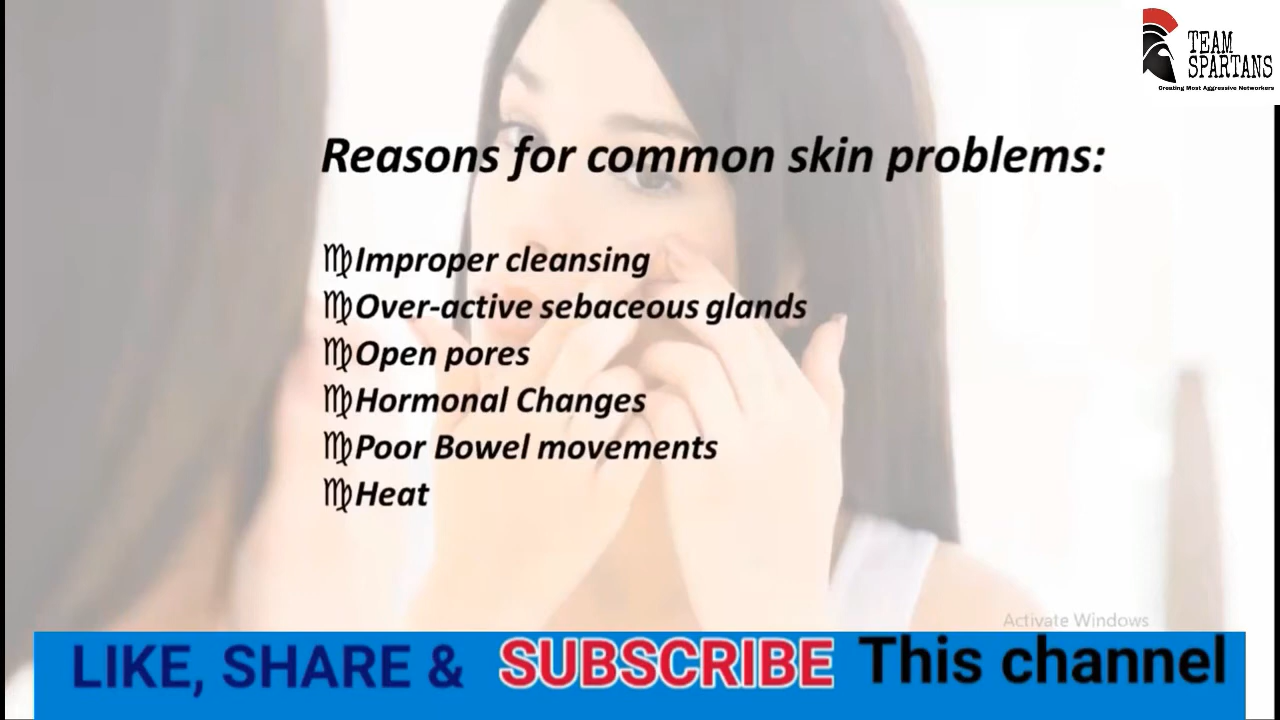 TEAM
SPARTANS
Creating Most Aggressive Networkers
Reasons for common skin problems:
♍Improper cleansing
♍Over-active sebaceous glands
♍Open pores
♍Hormonal Changes
♍Poor Bowel movements
♍Heat
Activate Windows
LIKE, SHARE & SUBSCRIBE This channel